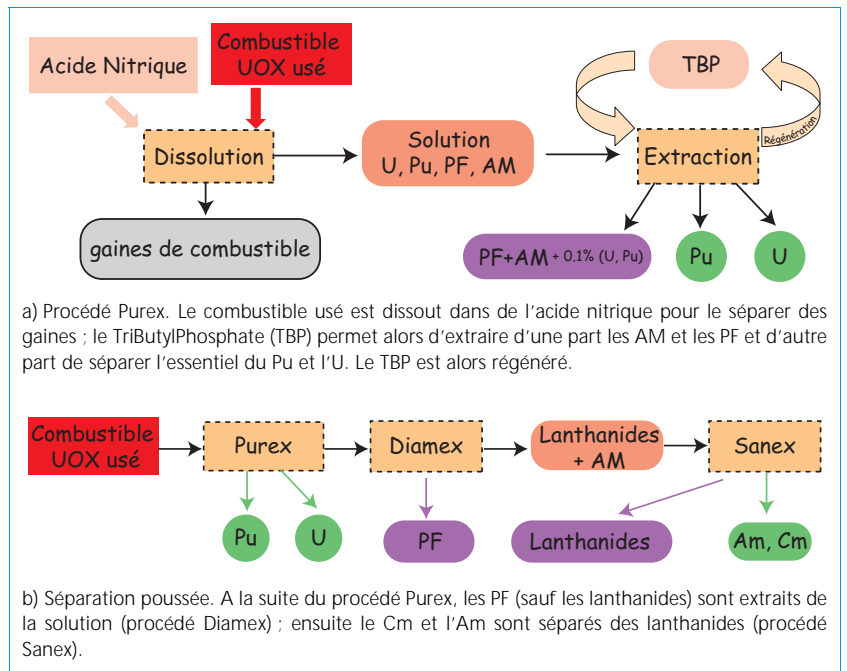 Acide Nitrique
Combustible
UOX usé
TBP
Régénération
Dissolution
Solution
U, Pu, PF, AM
Extraction
gaines de combustible
PF+AM + 0.1% (U, Pu)
Pu
U
a) Procédé Purex. Le combustible usé est dissout dans de l'acide nitrique pour le séparer des
gaines ; le TriButylPhosphate (TBP) permet alors d'extraire d'une part les AM et les PF et d'autre
part de séparer l'essentiel du Pu et l'U. Le TBP est alors régénéré.
Combustible
UOX usé
Purex
Diamex
Lanthanides
+ AM
Sanex
Pu
U
PF
Lanthanides
Am, Cm
b) Séparation poussée. A la suite du procédé Purex, les PF (sauf les lanthanides) sont extraits de
la solution (procédé Diamex) ; ensuite le Cm et l'Am sont séparés des lanthanides (procédé
Sanex).